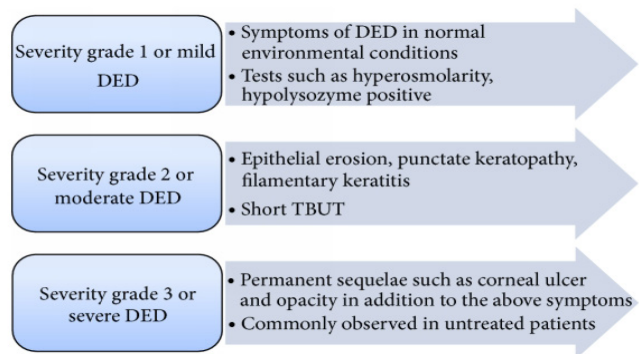 Severity grade 1 or mild
DED
• Symptoms of DED in normal
environmental conditions
• Tests such as hyperosmolarity,
hypolysozyme positive
Severity grade 2 or
moderate DED
• Epithelial erosion, punctate keratopathy,
filamentary keratitis
• Short TBUT
Severity grade 3 or
severe DED
• Permanent sequelae such as corneal ulcer
and opacity in addition to the above symptoms
• Commonly observed in untreated patients